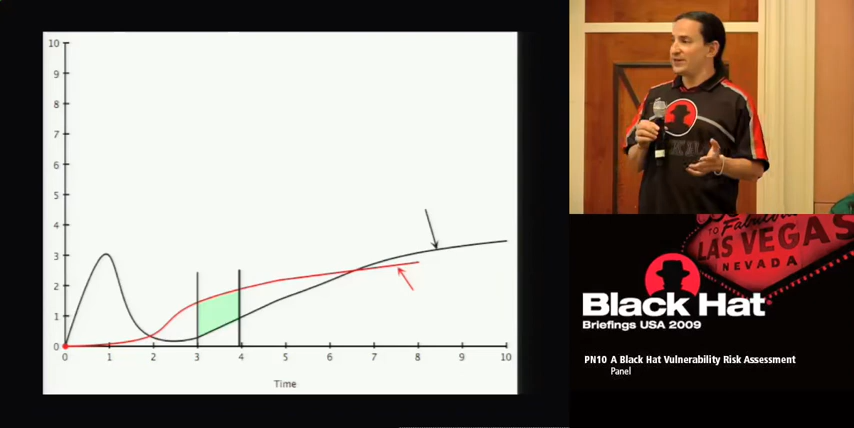 10
9
8
7
6
5
4
3
2
1
0
0 1 2 3 4 5 6 7 8 9 10
Time
TO
Fabulous
LAS VEGAS
NEVADA
Black Hat
Briefings USA 2009
PN10 A Black Hat Vulnerability Risk Assessment
Panel